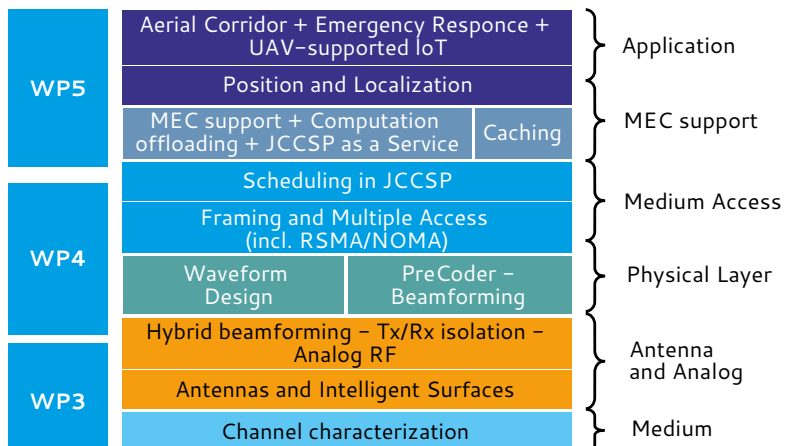 WP5
Aerial Corridor + Emergency Responce +
UAV-supported IoT
Position and Localization
MEC support + Computation
offloading + JCCSP as a Service
Caching
Application
MEC support
WP4
Scheduling in JCCSP
Framing and Multiple Access
(incl. RSMA/NOMA)
Waveform
Design
PreCoder -
Beamforming
Medium Access
Physical Layer
WP3
Hybrid beamforming - Tx/Rx isolation -
Analog RF
Antennas and Intelligent Surfaces
Channel characterization
Antenna
and Analog
Medium